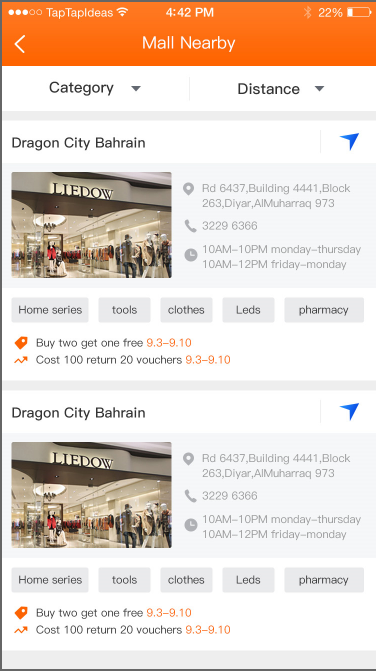 TapTapIdeas 4:42 PM 22%
Mall Nearby
Category Distance
Dragon City Bahrain
LIEDOW
Rd 6437,Building 4441,Block
263,Diyar,AlMuharraq 973
3229 6366
10AM-10PM monday-thursday
10AM-12PM friday-monday
Home series tools clothes Leds pharmacy
Buy two get one free 9.3-9.10
Cost 100 return 20 vouchers 9.3-9.10
Dragon City Bahrain
LIEDOW
Rd 6437,Building 4441,Block
263,Diyar,AlMuharraq 973
3229 6366
10AM-10PM monday-thursday
10AM-12PM friday-monday
Home series tools clothes Leds pharmacy
Buy two get one free 9.3-9.10
Cost 100 return 20 vouchers 9.3-9.10